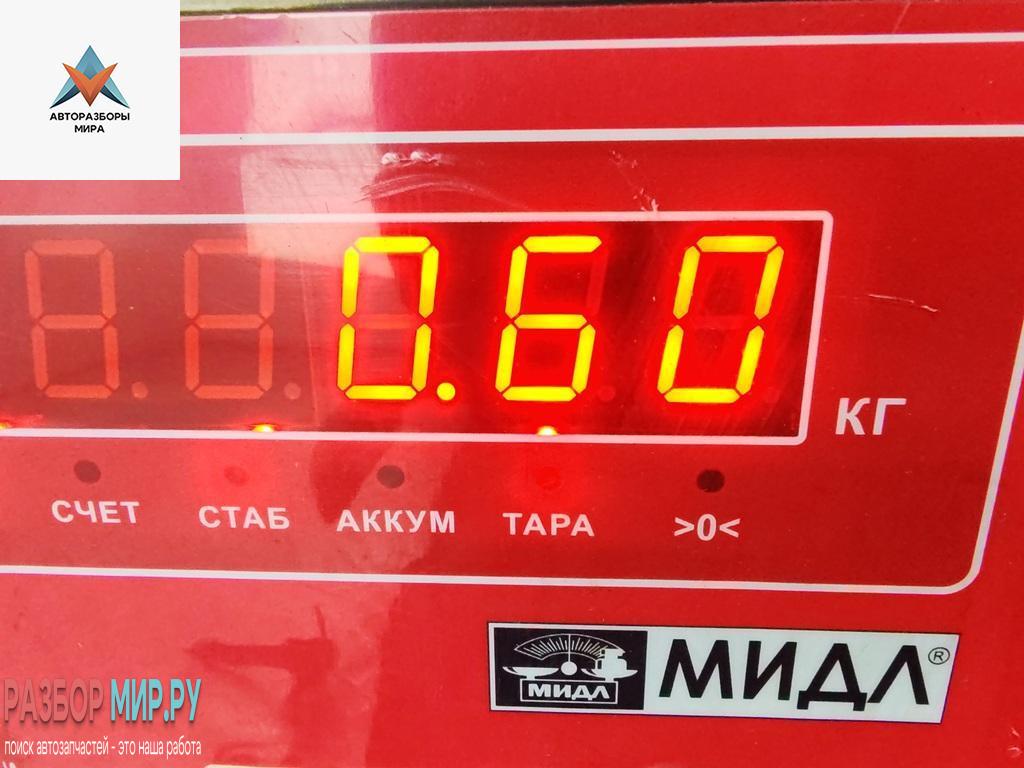 АВТОРАЗБОРЫ
МИРА
0.60
КГ
СЧЕТ СТАБ АККУМ ТАРА >0<
МИДЛ МИДЛ®
РАЗБОР МИР.РУ
поиск автозапчастей - это наша работа